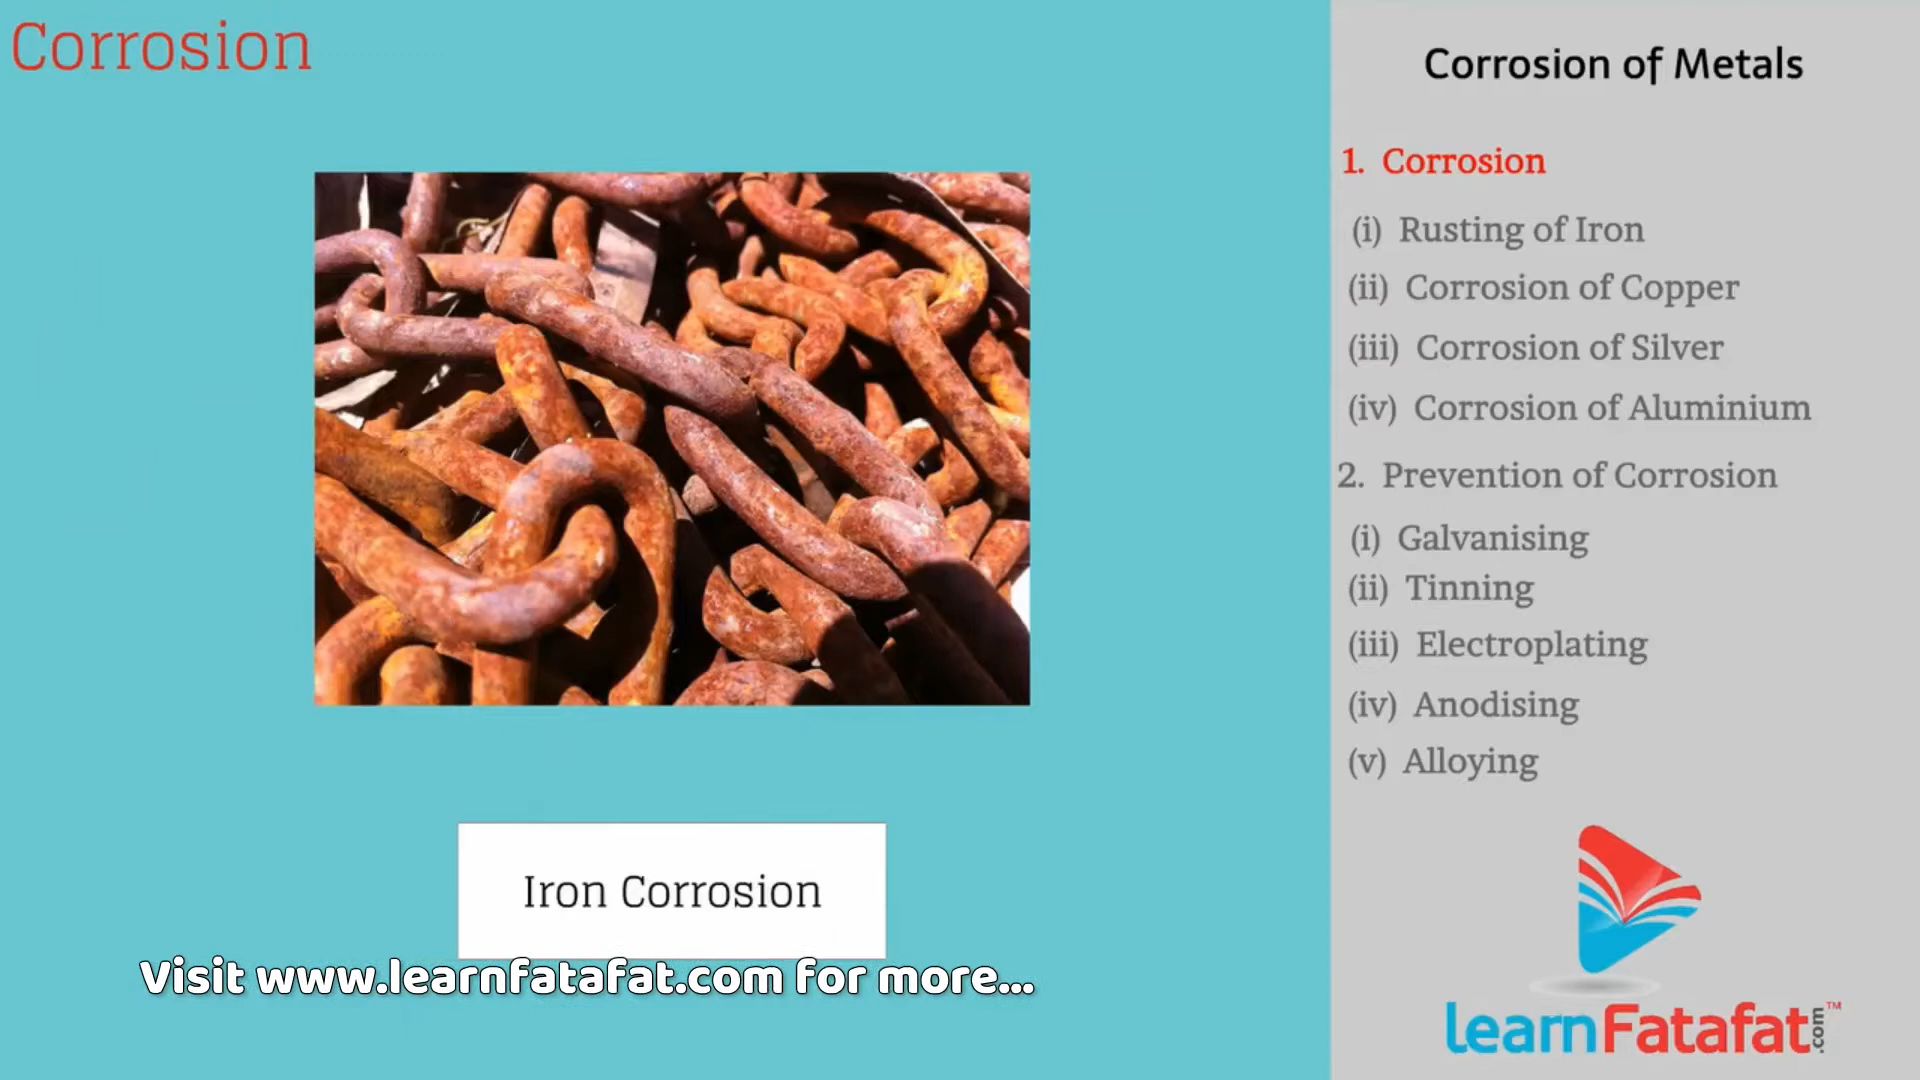 Corrosion
Iron Corrosion
Visit www.learnfatafat.com for more...
Corrosion of Metals
1. Corrosion
(i) Rusting of Iron
(ii) Corrosion of Copper
(iii) Corrosion of Silver
(iv) Corrosion of Aluminium
2. Prevention of Corrosion
(i) Galvanising
(ii) Tinning
(iii) Electroplating
(iv) Anodising
(v) Alloying
learnFatafat.com™